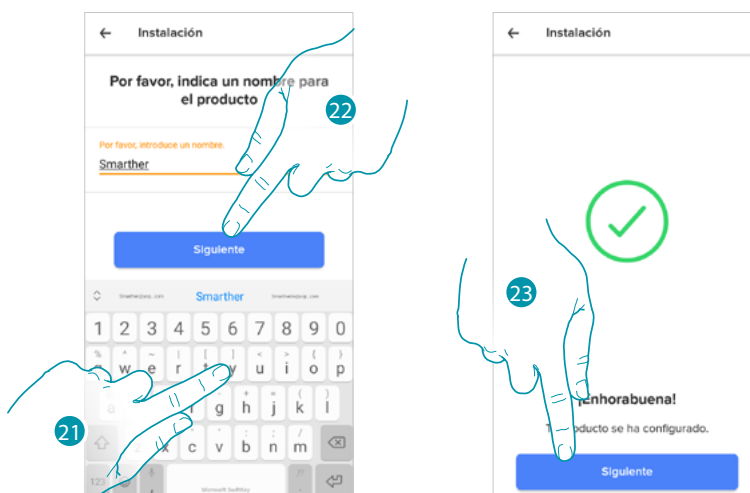 Instalación
Por favor, indica un nombre para
el producto
22
Por favor, introduce un nombre.
Smarther
Siguiente
Smarther
1 2 3 4 5 6 7 8 9 0
w e r t y u i o p
a f g h j k l
21
x c v b n m
123
Microsoft SwiftKey
Instalación
23
¡Enhorabuena!
producto se ha configurado.
Siguiente